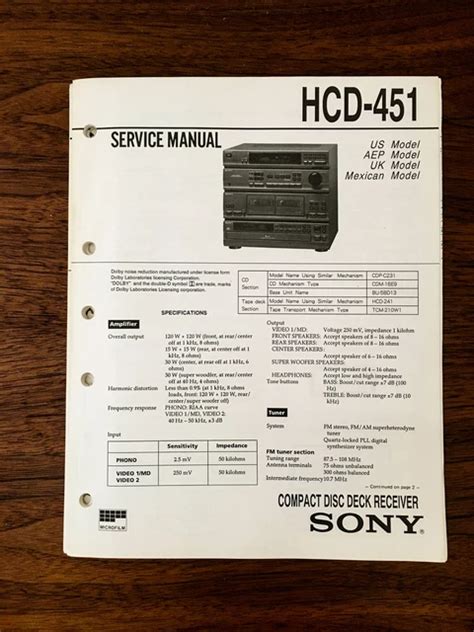 HCD-451
SERVICE MANUAL
US Model
AEP Model
UK Model
Mexican Model
Dolby noise reduction manufactured under license form
Dolby Laboratories licensing Corporation.
"DOLBY" and the double-D symbol are trade, marks
of Dolby Laboratories licensing Corporation.
CD Section
Model Name Using Similar Mechanism CDP-C231
CD Mechanism Type
Base Unit Name
Tape deck Section
Model Name Using Similar Mechanism HCD-241
Tape Transport Mechanism Type TCM-210W1
SPECIFICATIONS
Amplifier
Overall output 120 W + 120 W (front, at rear/center
off at 1 kHz, 8 ohms)
15 W + 15 W (rear, at center off at 1
kHz, 8 ohms)
30 W (center, at rear off at 1 kHz, 6
ohms)
30 W (super woofer, at rear/center
off at 40 Hz, 4 ohms)
Harmonic distortion Less than 0.9% (at 1 kHz, 8 ohms
loads, front: 120 W + 120 W, rear/
center/super woofer off)
Frequency response PHONO: RIAA curve
VIDEO 1/MD, VIDEO 2:
40 Hz - 50 kHz, ±3 dB
Input
Sensitivity Impedance
PHONO 2.5 mV 50 kilohms
VIDEO 1/MD
VIDEO 2 250 mV 50 kilohms
Output
VIDEO 1/MD: Voltage 250 mV, impedance 1 kilohm
FRONT SPEAKERS: Accept speakers of 8 - 16 ohms
REAR SPEAKERS: Accept speakers of 8 - 16 ohms
CENTER SPEAKERS:
Accept speakers of 6 - 16 ohms
SUPER WOOFER SPEAKERS:
Accept speakers of 4 - 16 ohms
HEADPHONES: Accept low and high impedance
Tone buttons BASS: Boost/cut range ±7 dB (100
Hz)
TREBLE: Boost/cut range ±7 dB (10
kHz)
Tuner
System FM stereo, FM/AM superheterodyne
tuner
Quartz-locked PLL digital
synthesizer system
FM tuner section
Tuning range 87.5 - 108 MHz
Antenna terminals 75 ohms unbalanced
300 ohms balanced
Intermediate frequency 10.7 MHz
- Continued on page 2 -
MICROFILM
COMPACT DISC DECK RECEIVER
SONY®